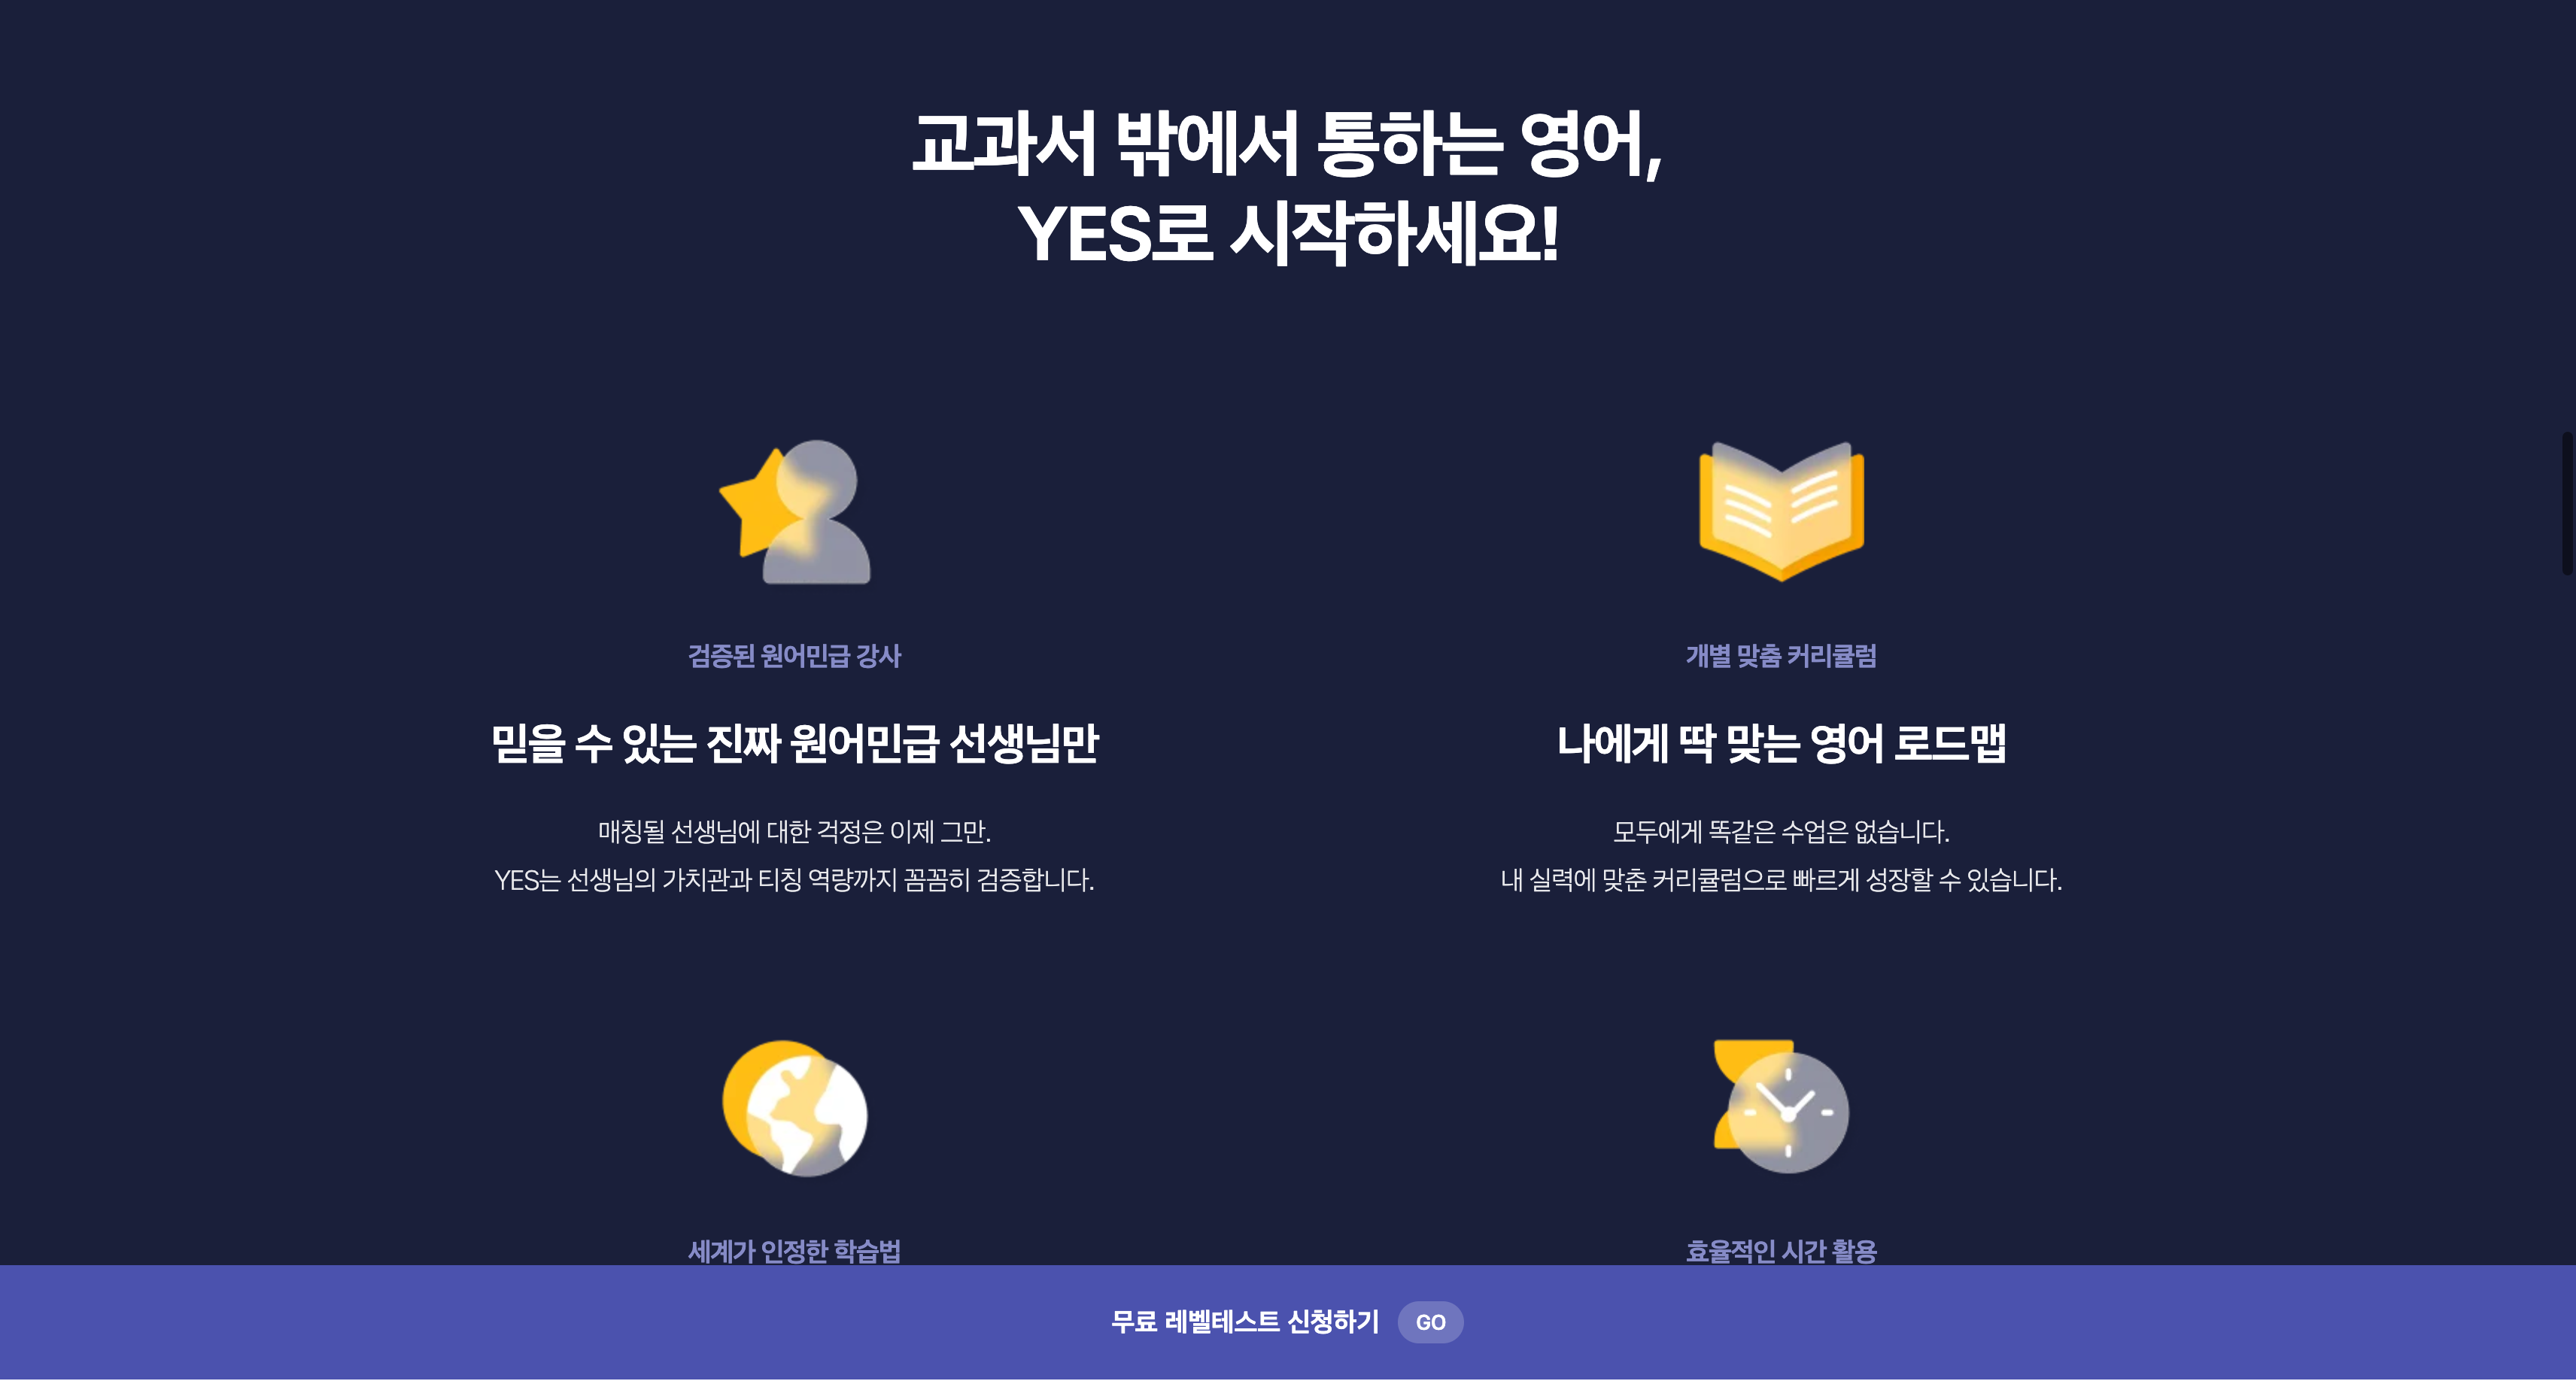 교과서 밖에서 통하는 영어,
YES로 시작하세요!
검증된 원어민급 강사
믿을 수 있는 진짜 원어민급 선생님만
매칭될 선생님에 대한 걱정은 이제 그만.
YES는 선생님의 가치관과 티칭 역량까지 꼼꼼히 검증합니다.
개별 맞춤 커리큘럼
나에게 딱 맞는 영어 로드맵
모두에게 똑같은 수업은 없습니다.
내 실력에 맞춘 커리큘럼으로 빠르게 성장할 수 있습니다.
세계가 인정한 학습법
효율적인 시간 활용
무료 레벨테스트 신청하기 GO